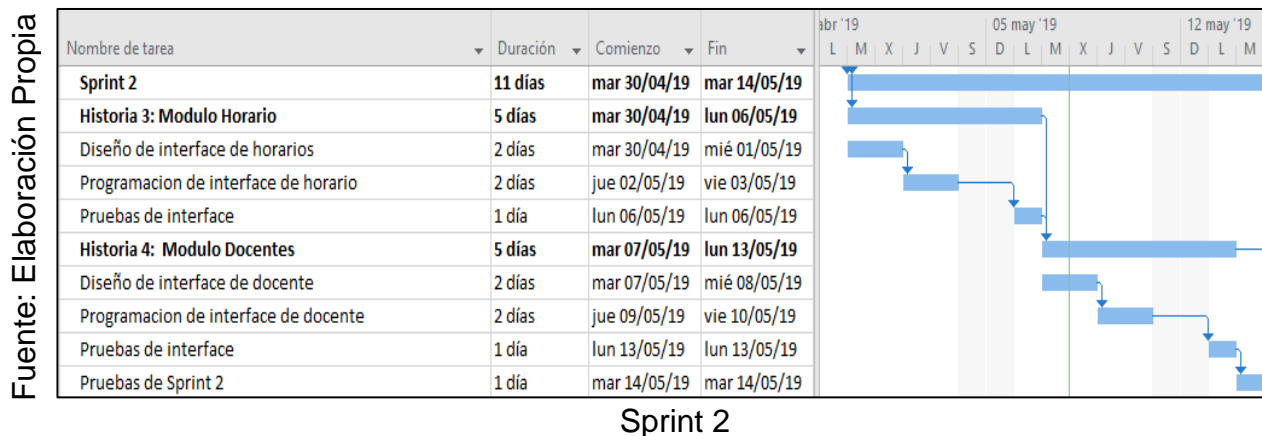 Fuente: Elaboración Propia
abr '19 05 may '19 12 may '19
Nombre de tarea Duración Comienzo Fin L M X J V S D L M X J V S D L M
Sprint 2 11 días mar 30/04/19 mar 14/05/19
Historia 3: Modulo Horario 5 días mar 30/04/19 lun 06/05/19
Diseño de interface de horarios 2 días mar 30/04/19 mié 01/05/19
Programacion de interface de horario 2 días jue 02/05/19 vie 03/05/19
Pruebas de interface 1 día lun 06/05/19 lun 06/05/19
Historia 4: Modulo Docentes 5 días mar 07/05/19 lun 13/05/19
Diseño de interface de docente 2 días mar 07/05/19 mié 08/05/19
Programacion de interface de docente 2 días jue 09/05/19 vie 10/05/19
Pruebas de interface 1 día lun 13/05/19 lun 13/05/19
Pruebas de Sprint 2 1 día mar 14/05/19 mar 14/05/19
Sprint 2